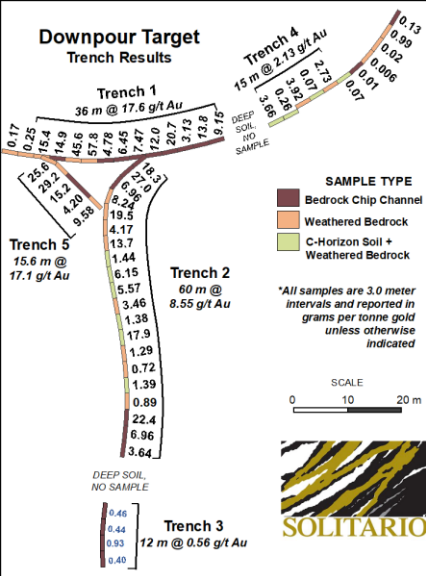 Downpour Target
Trench Results
Trench 1
36 m @ 17.6 g/t Au
0.17
0.25
15.4
14.9
45.6
57.8
4.78
6.45
7.47
12.0
20.7
3.13
13.8
9.15
Trench 4
15 m @ 2.13 g/t Au
DEEP
SOIL,
NO
SAMPLE
3.66
0.26
3.92
0.07
2.73
0.07
0.01
0.006
0.02
0.99
0.13
25.6
29.2
15.2
4.20
9.58
Trench 5
15.6 m @
17.1 g/t Au
18.3
21.0
6.96
8.24
19.5
4.17
13.7
1.44
6.15
5.57
3.46
1.38
17.9
1.29
0.72
1.39
0.89
22.4
6.96
3.64
Trench 2
60 m @
8.55 g/t Au
SAMPLE TYPE
Bedrock Chip Channel
Weathered Bedrock
C-Horizon Soil +
Weathered Bedrock
*All samples are 3.0 meter
intervals and reported in
grams per tonne gold
unless otherwise
indicated
SCALE
0 10 20 m
DEEP SOIL,
NO SAMPLE
0.46
0.44
0.93
0.40
Trench 3
12 m @ 0.56 g/t Au
SOLITARIO